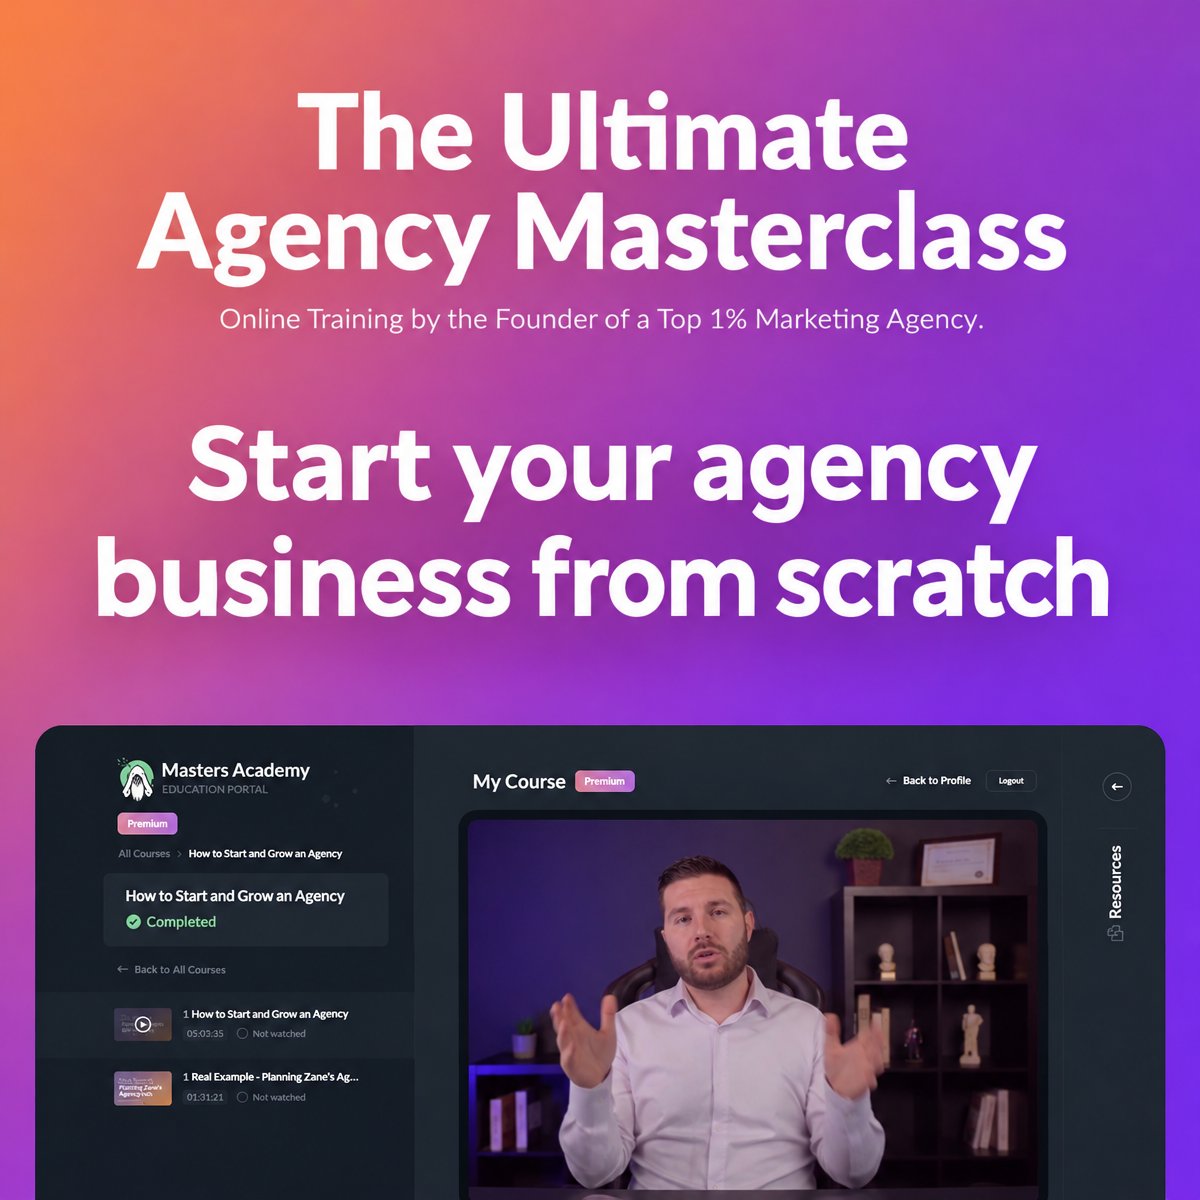 The Ultimate
Agency Masterclass
Online Training by the Founder of a Top 1% Marketing Agency.
Start your agency
business from scratch
Masters Academy
EDUCATION PORTAL
Premium
All Courses > How to Start and Grow an Agency
How to Start and Grow an Agency
Completed
← Back to All Courses
1 How to Start and Grow an Agency
05:03:35 Not watched
1 Real Example - Planning Zane's Ag...
01:31:21 Not watched
My Course Premium
← Back to Profile Logout
Resources